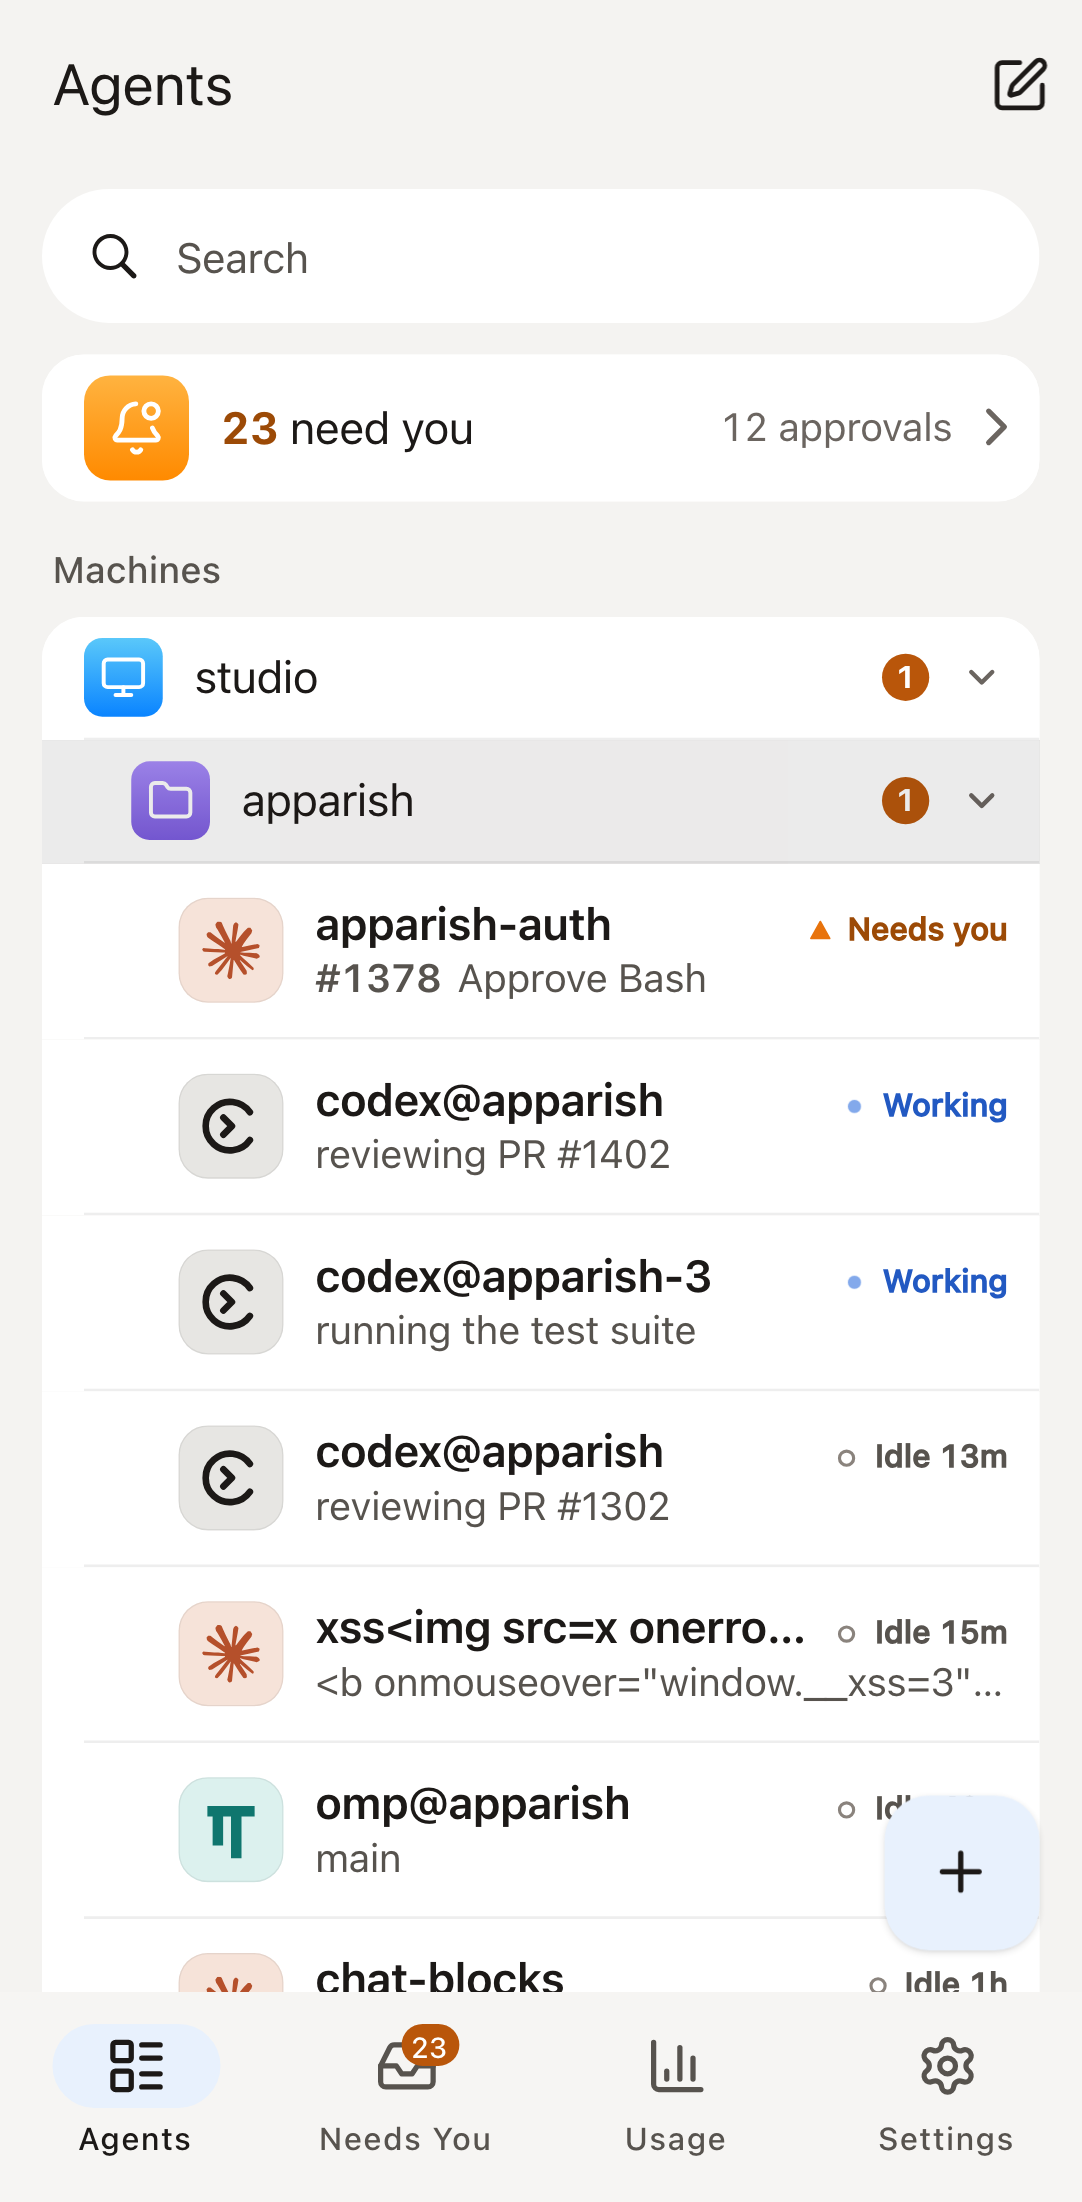 Agents
Search
23 need you
12 approvals
Machines
studio
1
apparish
1
apparish-auth
Needs you
#1378 Approve Bash
codex@apparish
Working
reviewing PR #1402
codex@apparish-3
Working
running the test suite
codex@apparish
Idle 13m
reviewing PR #1302
xss<img src=x onerro...
Idle 15m
<b onmouseover="window.__xss=3"...
omp@apparish
main
chat-blocks
Idle 1h
23
Agents
Needs You
Usage
Settings